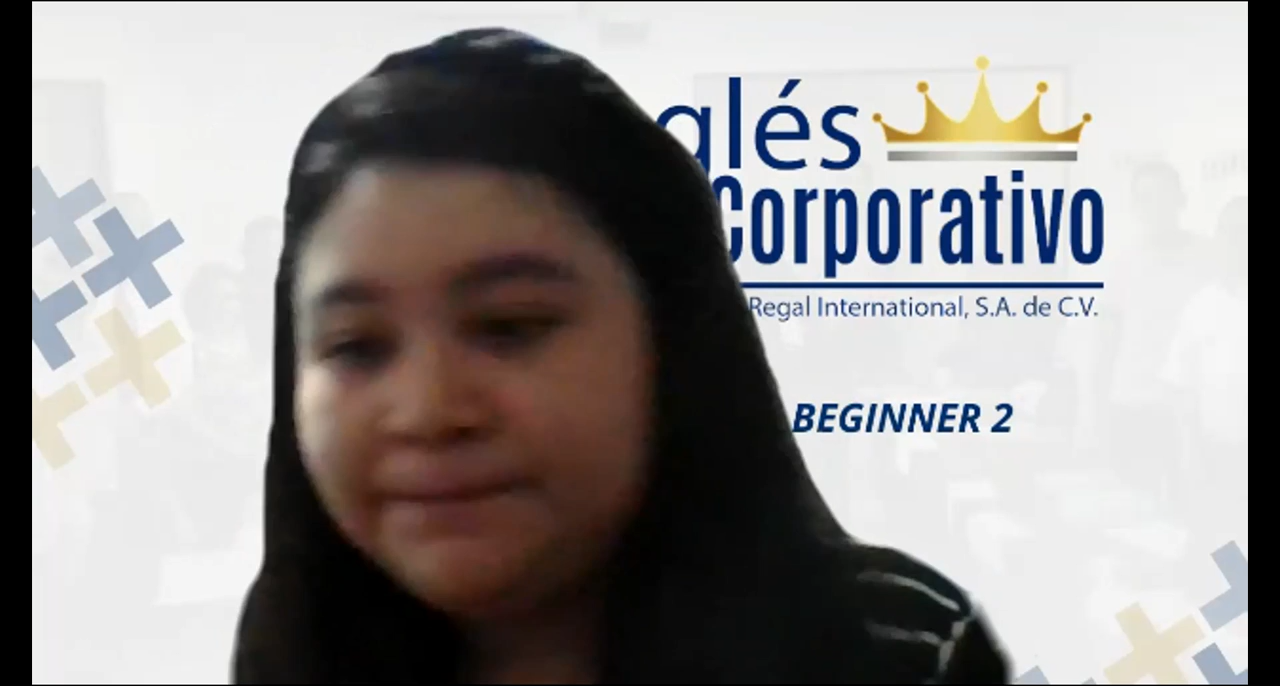 glés
Corporativo
Regal International, S.A. de C.V.
BEGINNER 2